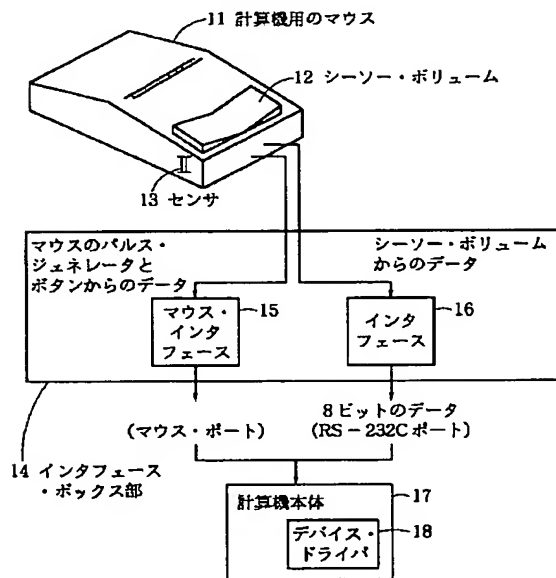 11 計算機用のマウス
12 シーソー・ボリューム
13 センサ
マウスのパルス・
ジェネレータと
ボタンからのデータ
シーソー・ボリューム
からのデータ
マウス・
インタ
フェース
15
インタ
フェース
16
14 インタフェース
・ボックス部
(マウス・ポート)
8ビットのデータ
(RS-232Cポート)
計算機本体
17
デバイス・
ドライバ
18